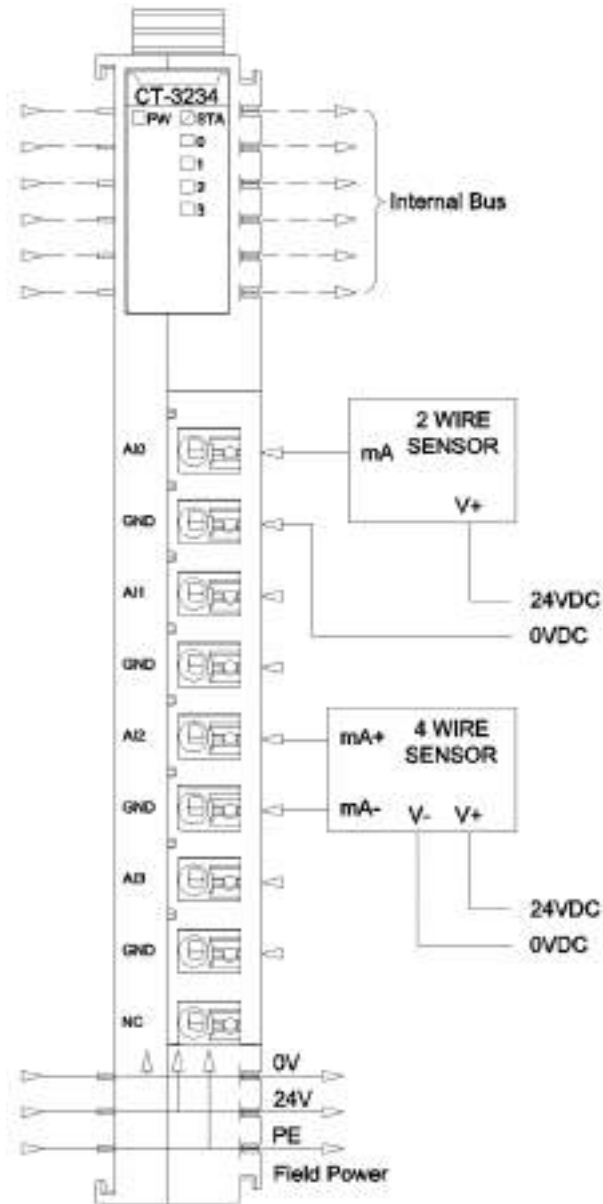 CT-3234
PW STA
0
1
2
3
Internal Bus
AI0
GND
AI1
GND
AI2
GND
AI3
GND
NC
2 WIRE
SENSOR
mA
V+
24VDC
0VDC
4 WIRE
SENSOR
mA+
mA-
V- V+
24VDC
0VDC
0V
24V
PE
Field Power